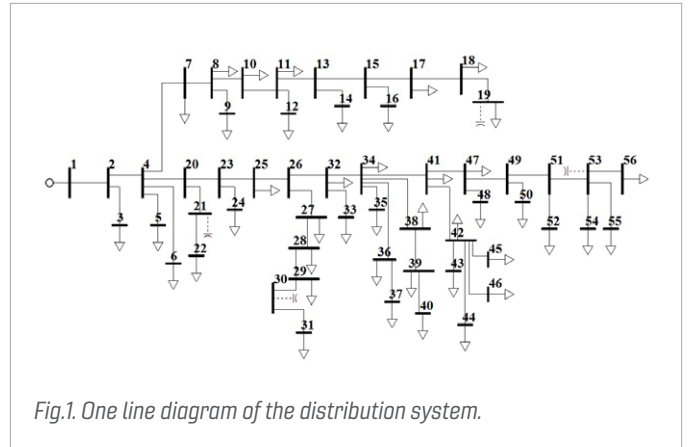 7 8 10 11 13 15 17 18
9 12 14 16 19
1 2 4 20 23 25 26 32 34 41 47 49 51 53 56
3 5 21 24 27 33 35 38 42 48 50 52 54 55
6 22 28 36 39 43 45
30 29 37 40 44 46
31
Fig.1. One line diagram of the distribution system.